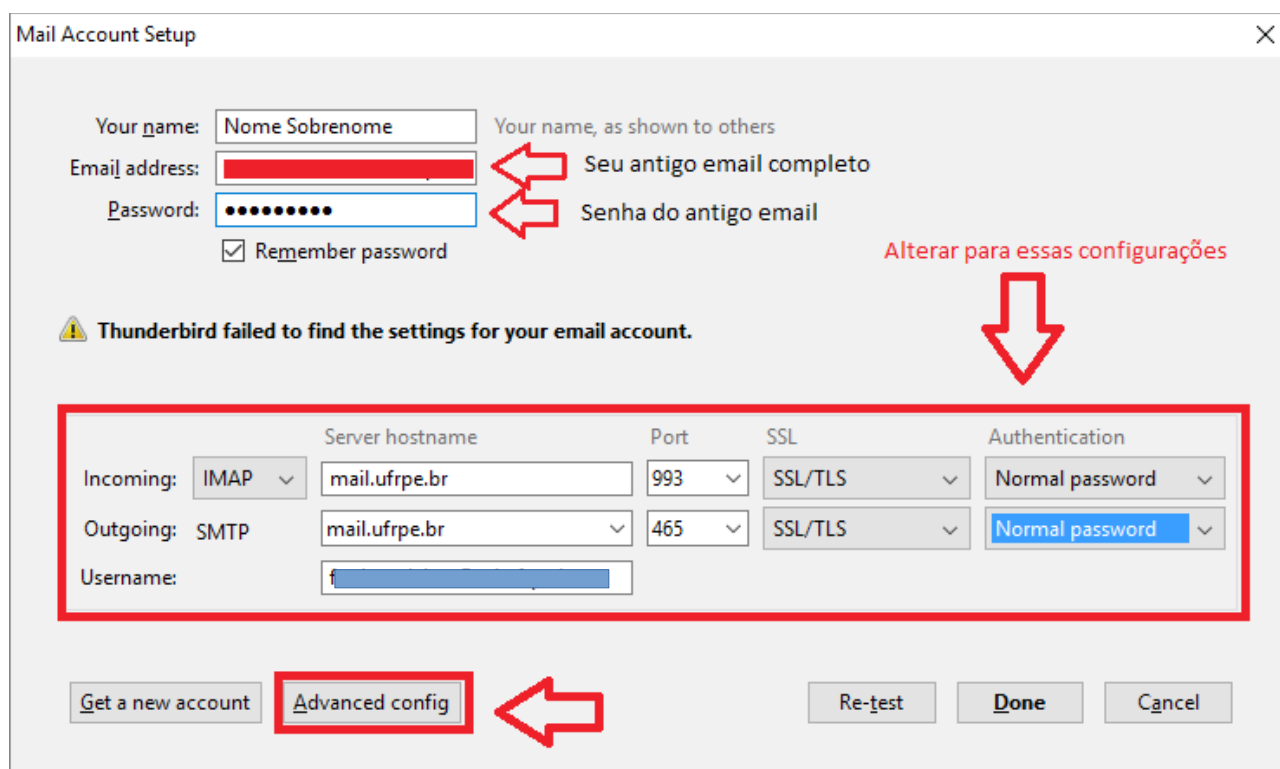 Mail Account Setup
Your name: Nome Sobrenome Your name, as shown to others
Email address: Seu antigo email completo
Password: ●●●●●●●●● Senha do antigo email
Remember password
Alterar para essas configurações
Thunderbird failed to find the settings for your email account.
Server hostname Port SSL Authentication
Incoming: IMAP mail.ufrpe.br 993 SSL/TLS Normal password
Outgoing: SMTP mail.ufrpe.br 465 SSL/TLS Normal password
Username:
Get a new account Advanced config Re-test Done Cancel